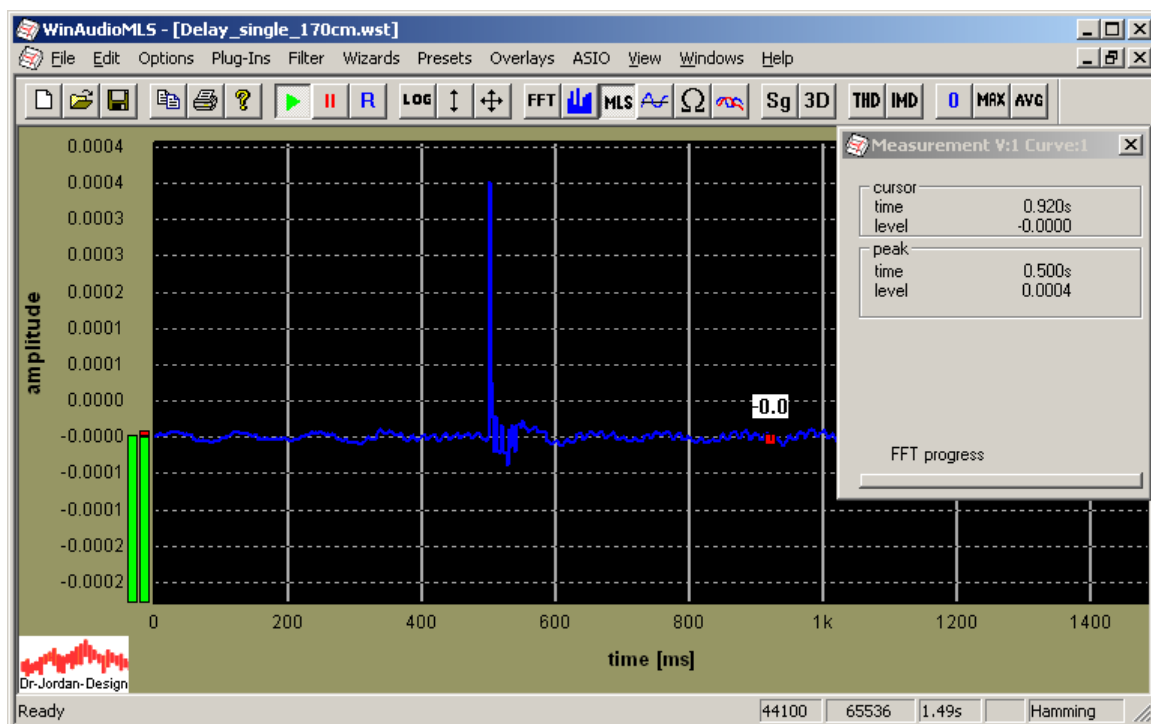 WinAudioMLS - [Delay_single_170cm.wst]
File Edit Options Plug-Ins Filter Wizards Presets Overlays ASIO View Windows Help
? R LOG FFT MLS Ω Sg 3D THD IMD 0 MAX AVG
Measurement V:1 Curve:1
cursor
time 0.920s
level -0.0000
peak
time 0.500s
level 0.0004
FFT progress
amplitude
0.0004
0.0004
0.0003
0.0003
0.0002
0.0001
0.0001
0.0000
-0.0000
-0.0001
-0.0001
-0.0002
-0.0002
-0.0
0 200 400 600 800 1k 1200 1400
time [ms]
Dr-Jordan-Design
Ready 44100 65536 1.49s Hamming